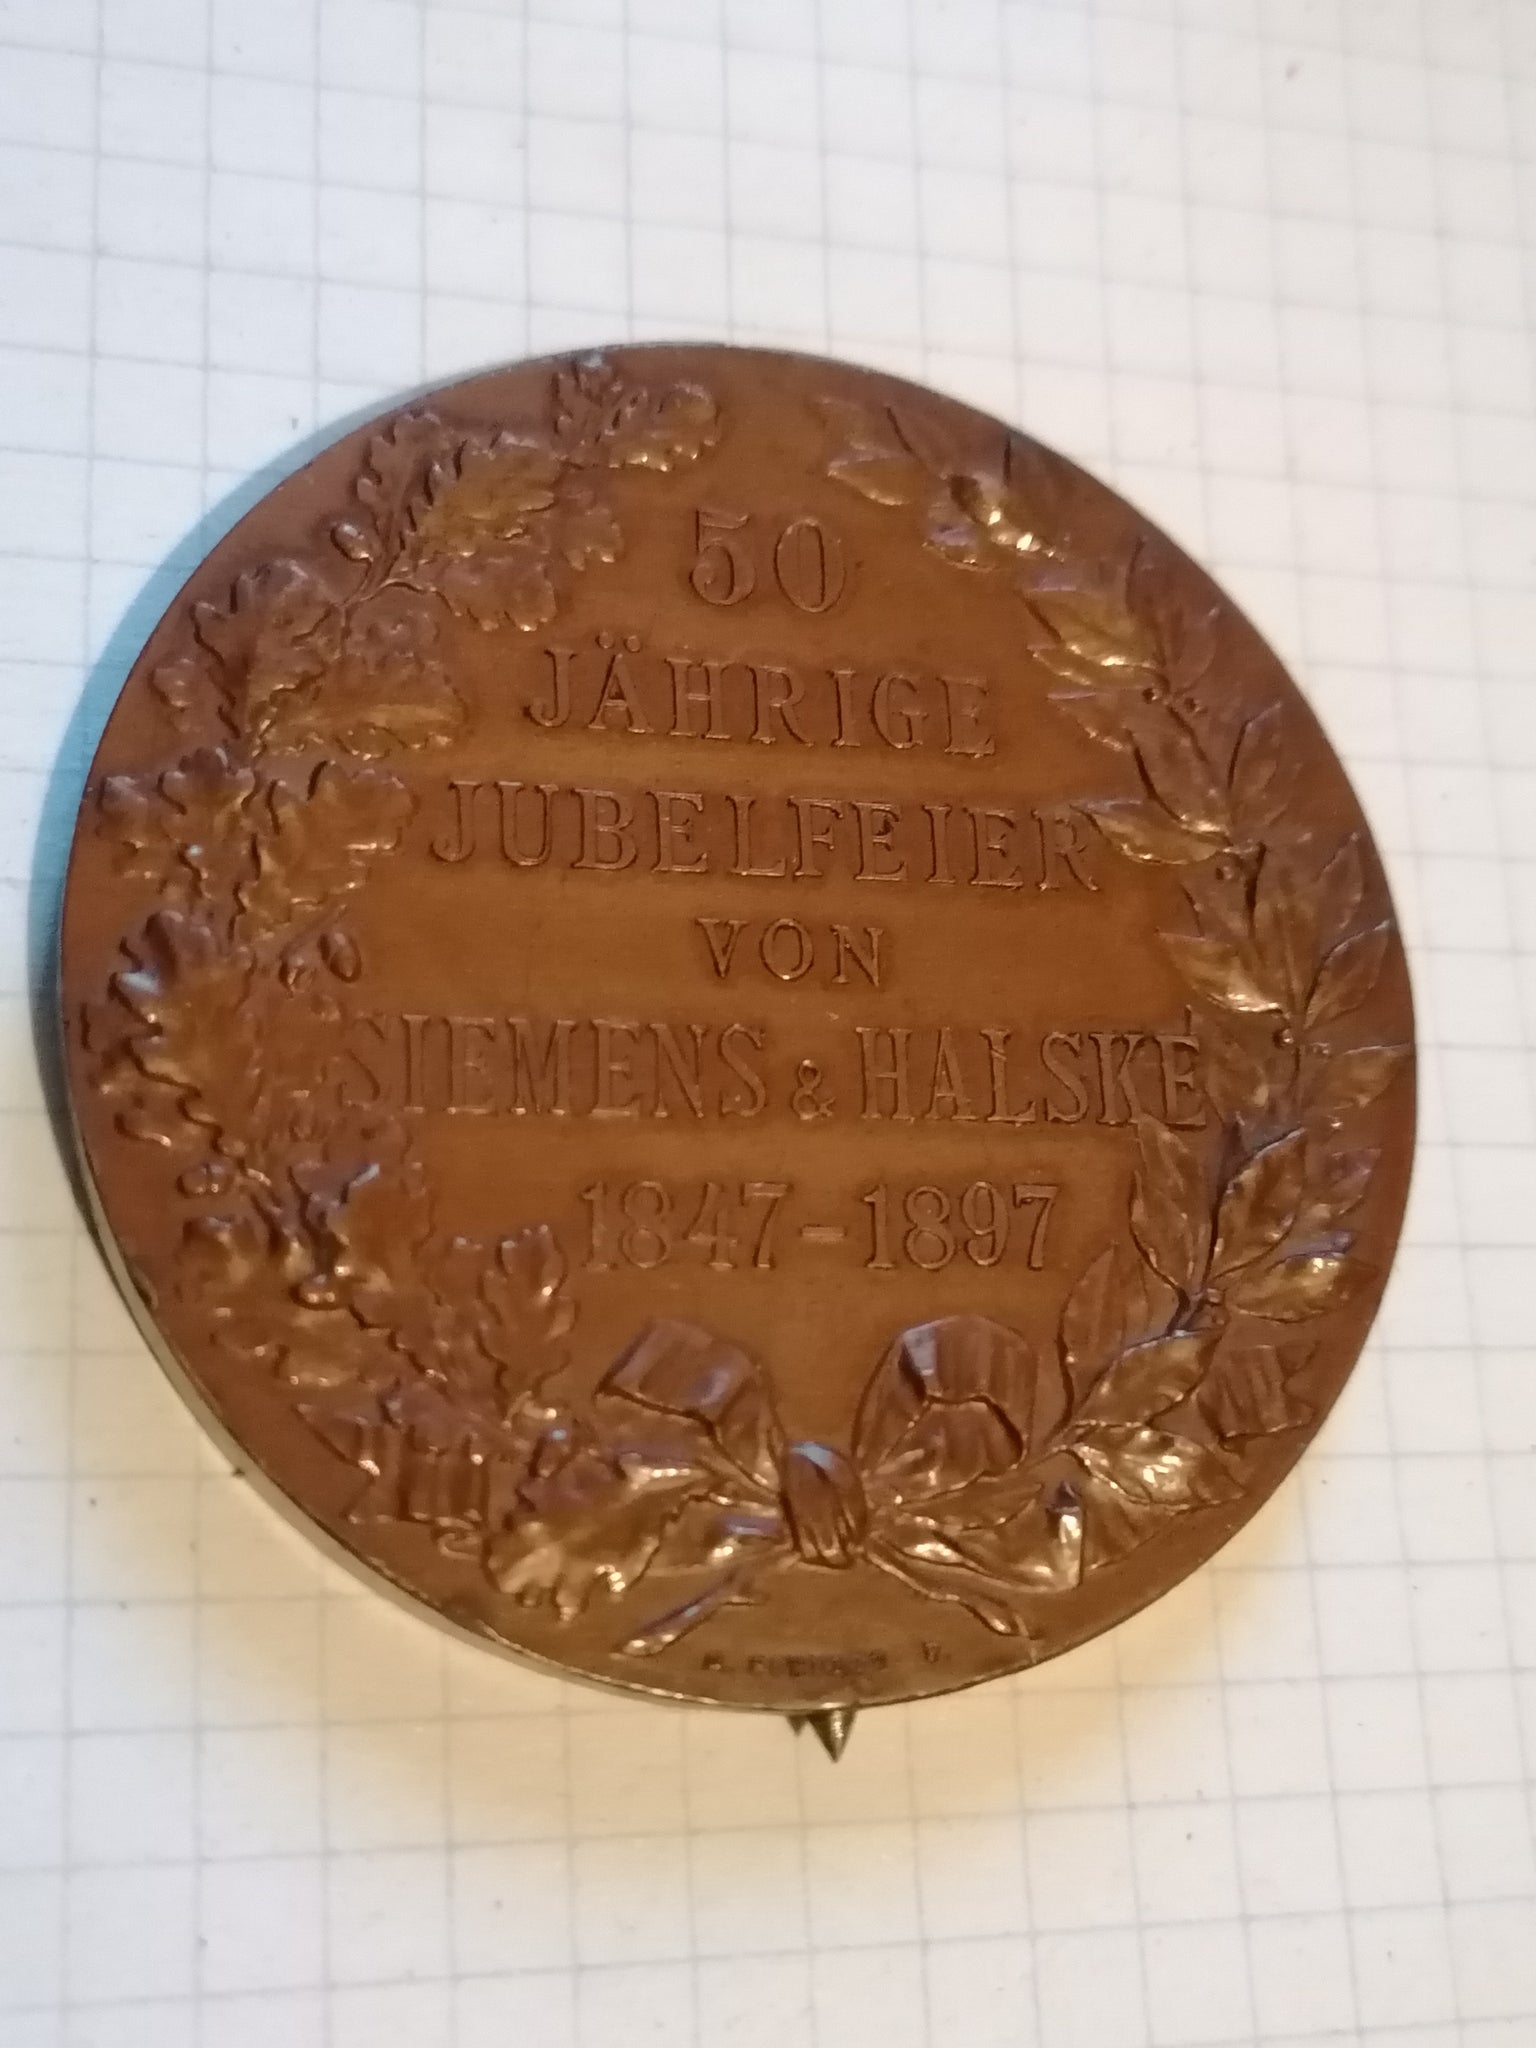 50
JÄHRIGE
JUBELFEIER
VON
SIEMENS & HALSKE
1847-1897